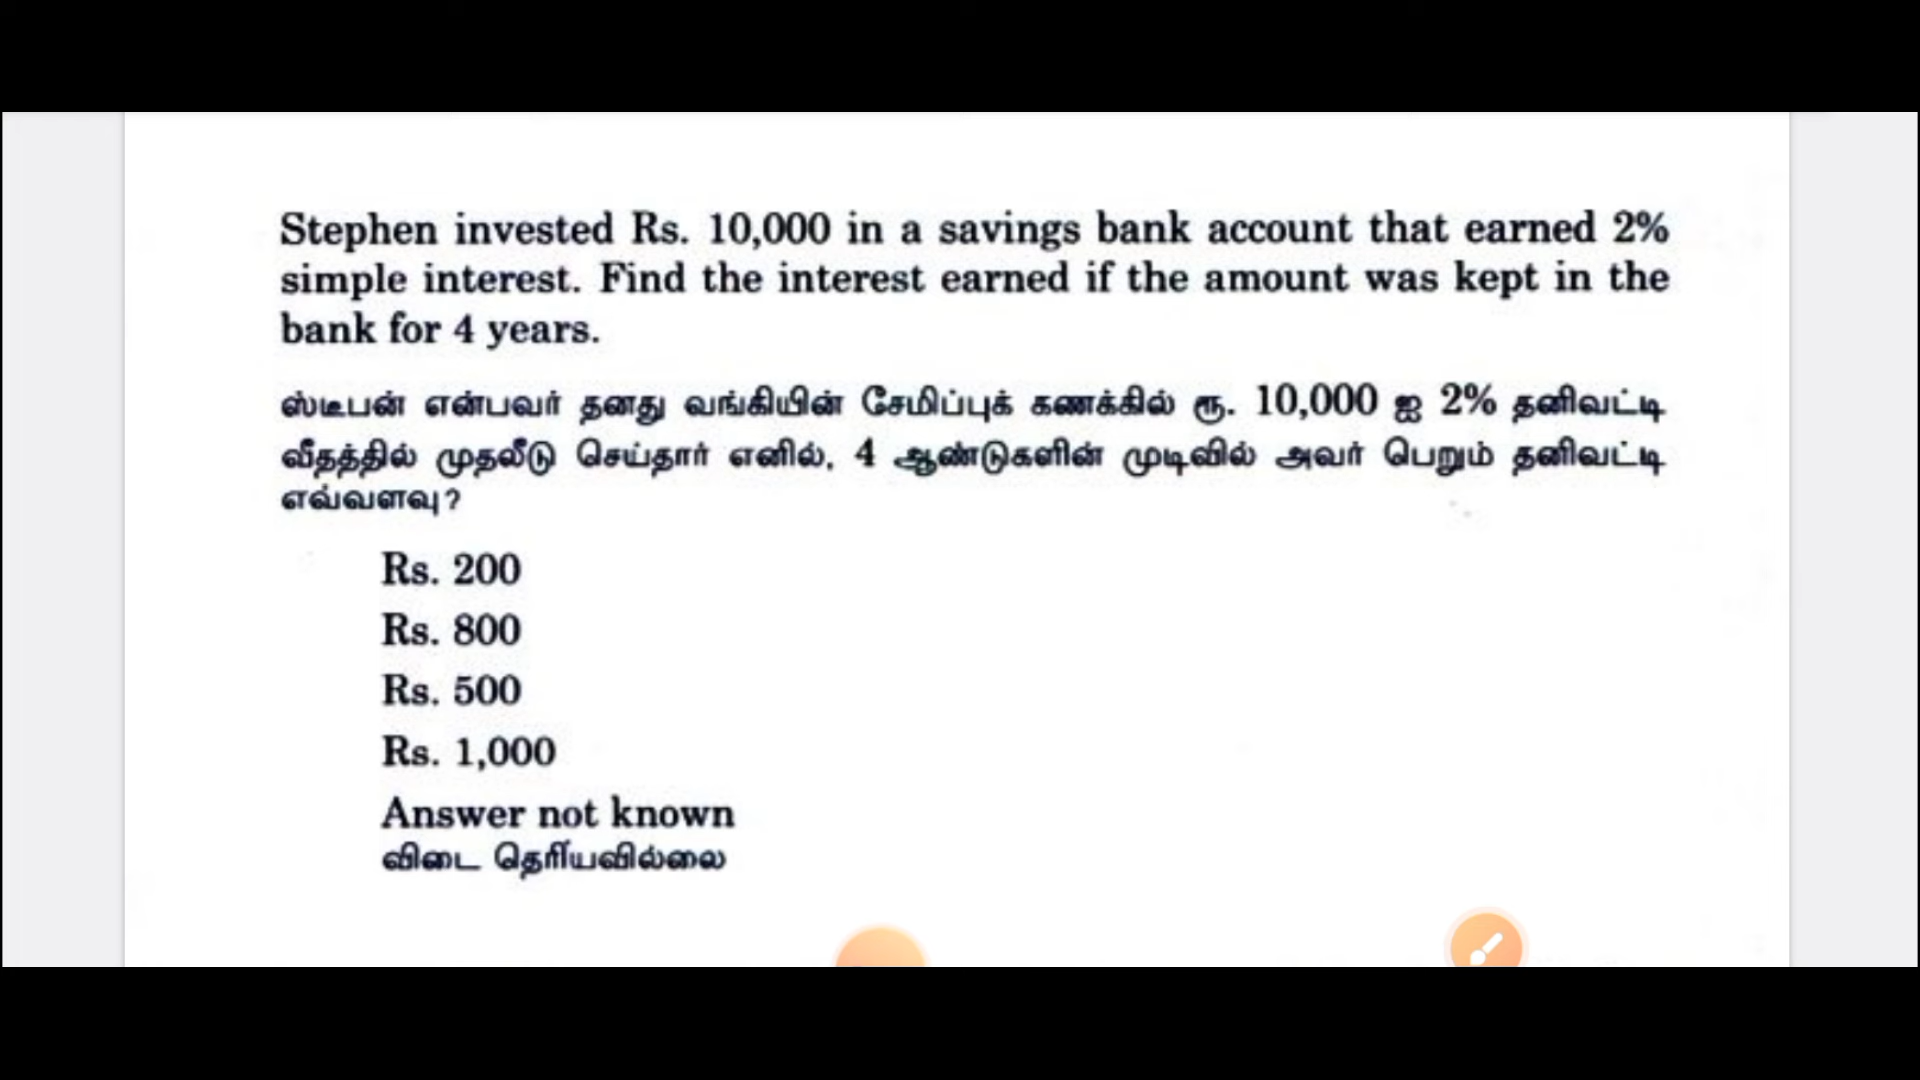 Stephen invested Rs. 10,000 in a savings bank account that earned 2%
simple interest. Find the interest earned if the amount was kept in the
bank for 4 years.
ஸ்டீபன் என்பவர் தனது வங்கியின் சேமிப்புக் கணக்கில் ரூ. 10,000 ஐ 2% தனிவட்டி
வீதத்தில் முதலீடு செய்தார் எனில், 4 ஆண்டுகளின் முடிவில் அவர் பெறும் தனிவட்டி
எவ்வளவு?
Rs. 200
Rs. 800
Rs. 500
Rs. 1,000
Answer not known
விடை தெரியவில்லை